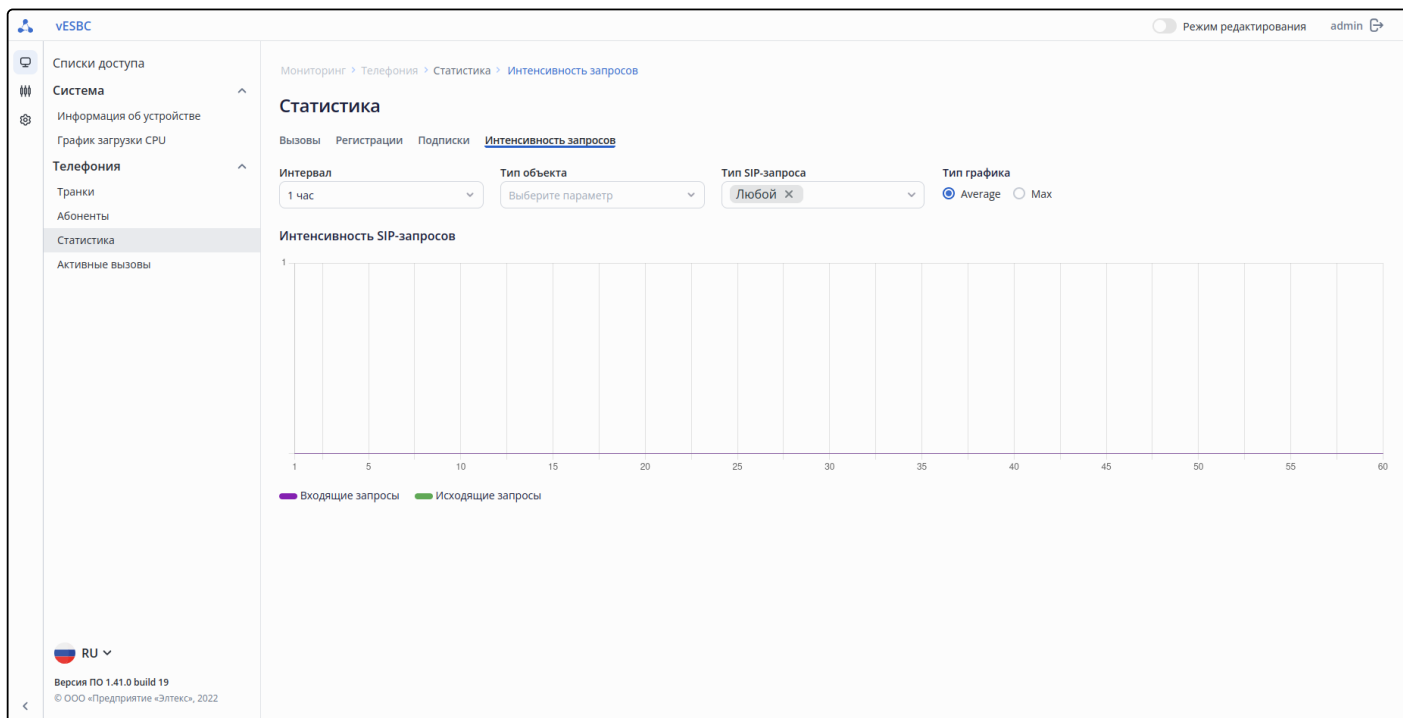 vESBC
Режим редактирования
admin
Списки доступа
Система
Информация об устройстве
График загрузки CPU
Телефония
Транки
Абоненты
Статистика
Активные вызовы
RU
Версия ПО 1.41.0 build 19
© ООО «Предприятие «Элтекс», 2022
Мониторинг > Телефония > Статистика > Интенсивность запросов
Статистика
Вызовы Регистрации Подписки Интенсивность запросов
Интервал Тип объекта Тип SIP-запроса Тип графика
1 час Выберите параметр Любой Average Max
Интенсивность SIP-запросов
1
1 5 10 15 20 25 30 35 40 45 50 55 60
Входящие запросы Исходящие запросы